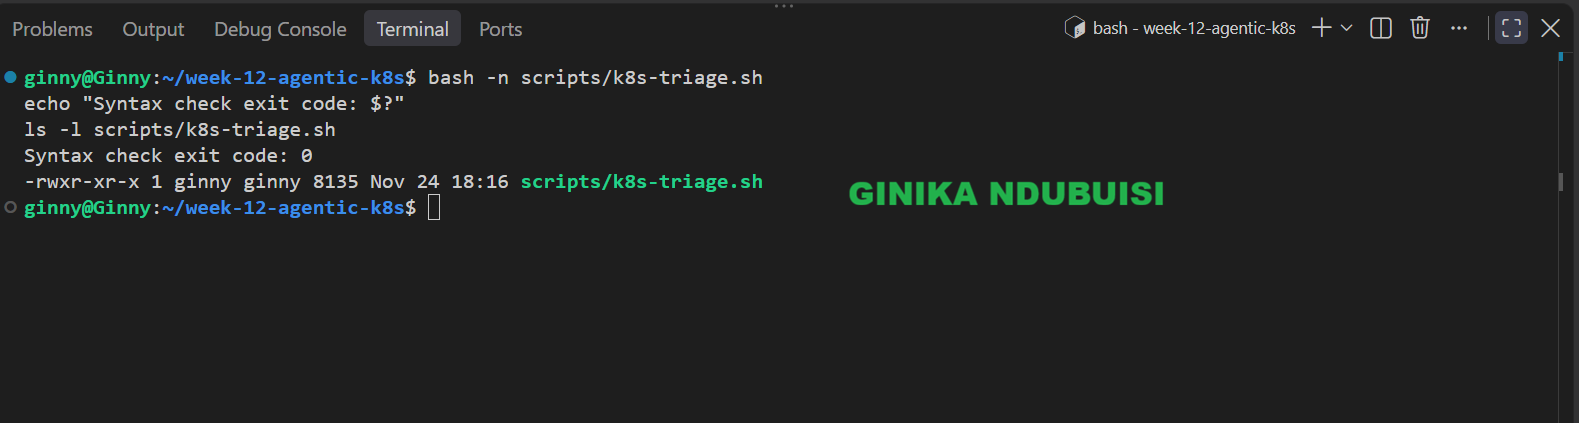 Problems Output Debug Console Terminal Ports bash - week-12-agentic-k8s
ginny@Ginny:~/week-12-agentic-k8s$ bash -n scripts/k8s-triage.sh
echo "Syntax check exit code: $?"
ls -l scripts/k8s-triage.sh
Syntax check exit code: 0
-rwxr-xr-x 1 ginny ginny 8135 Nov 24 18:16 scripts/k8s-triage.sh
GINIKA NDUBUISI
ginny@Ginny:~/week-12-agentic-k8s$